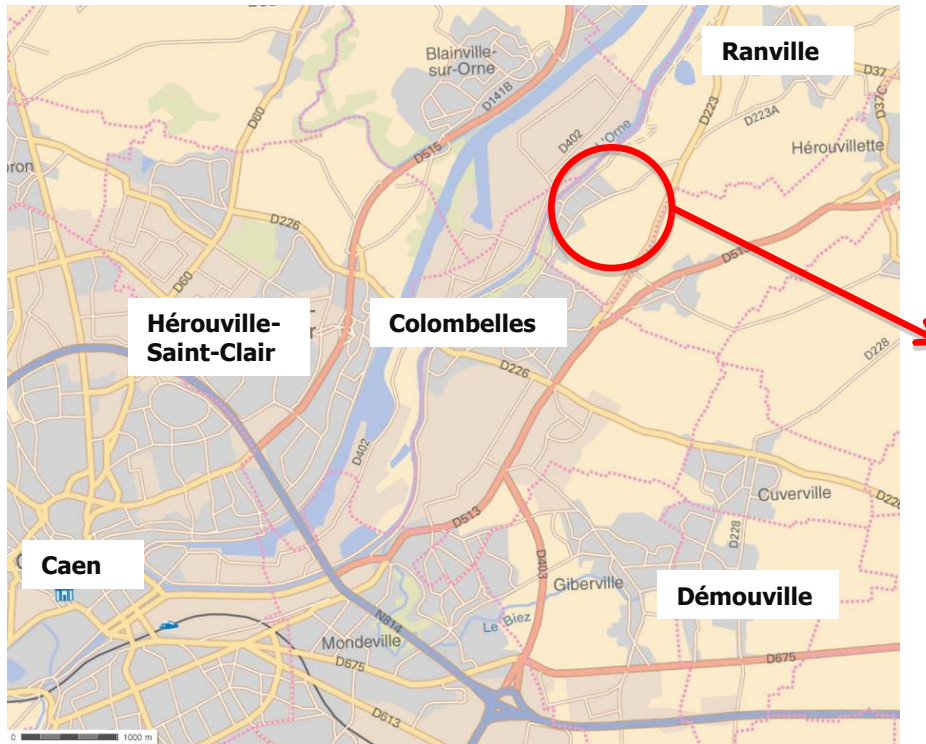 Ranville
Blainville-
sur-Orne
D37
D141B
D60
D223
D37C
D223A
D402
L'Orne
Hérouvillette
D515
D226
D60
Hérouville-
Saint-Clair
Colombelles
D228
D226
D402
Cuverville
D513
D228
D403
Caen
Giberville
Démouville
Le Biez
N814
Mondeville
D675
D675
D613
0 1000 m